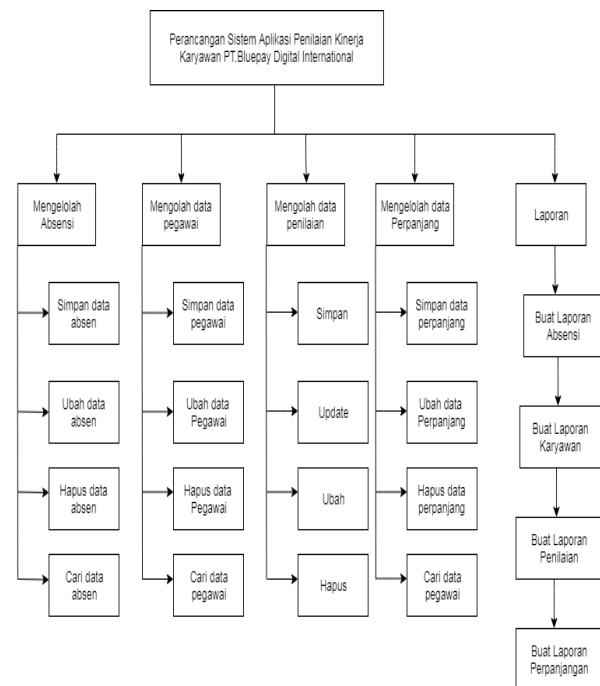 Perancangan Sistem Aplikasi Penilaian Kinerja
Karyawan PT.Bluepay Digital International
Mengelolah
Absensi
Mengolah data
pegawai
Mengolah data
penilaian
Mengelolah data
Perpanjang
Laporan
Simpan data
absen
Simpan data
pegawai
Simpan
Simpan data
perpanjang
Buat Laporan
Absensi
Ubah data
absen
Ubah data
Pegawai
Update
Ubah data
Perpanjang
Buat Laporan
Karyawan
Hapus data
absen
Hapus data
Pegawai
Ubah
Hapus data
perpanjang
Buat Laporan
Penilaian
Cari data
absen
Cari data
pegawai
Hapus
Cari data
pegawai
Buat Laporan
Perpanjangan